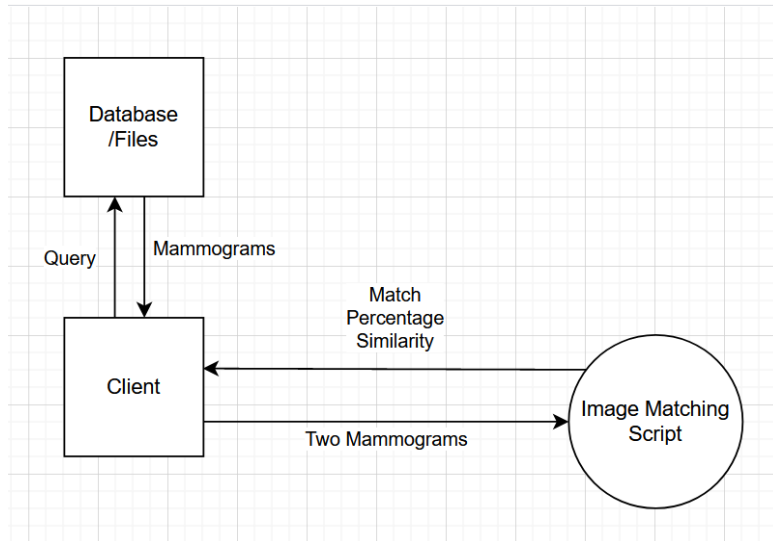 Database
/Files
Query
Mammograms
Match
Percentage
Similarity
Client
Image Matching
Script
Two Mammograms